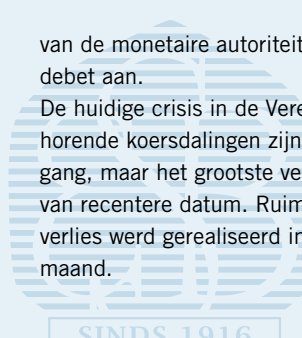 van de monetaire autoriteit
debet aan.
De huidige crisis in de Vere
horende koersdalingen zijn
gang, maar het grootste ve
van recentere datum. Ruim
verlies werd gerealiseerd in
maand.
SINDS 1916